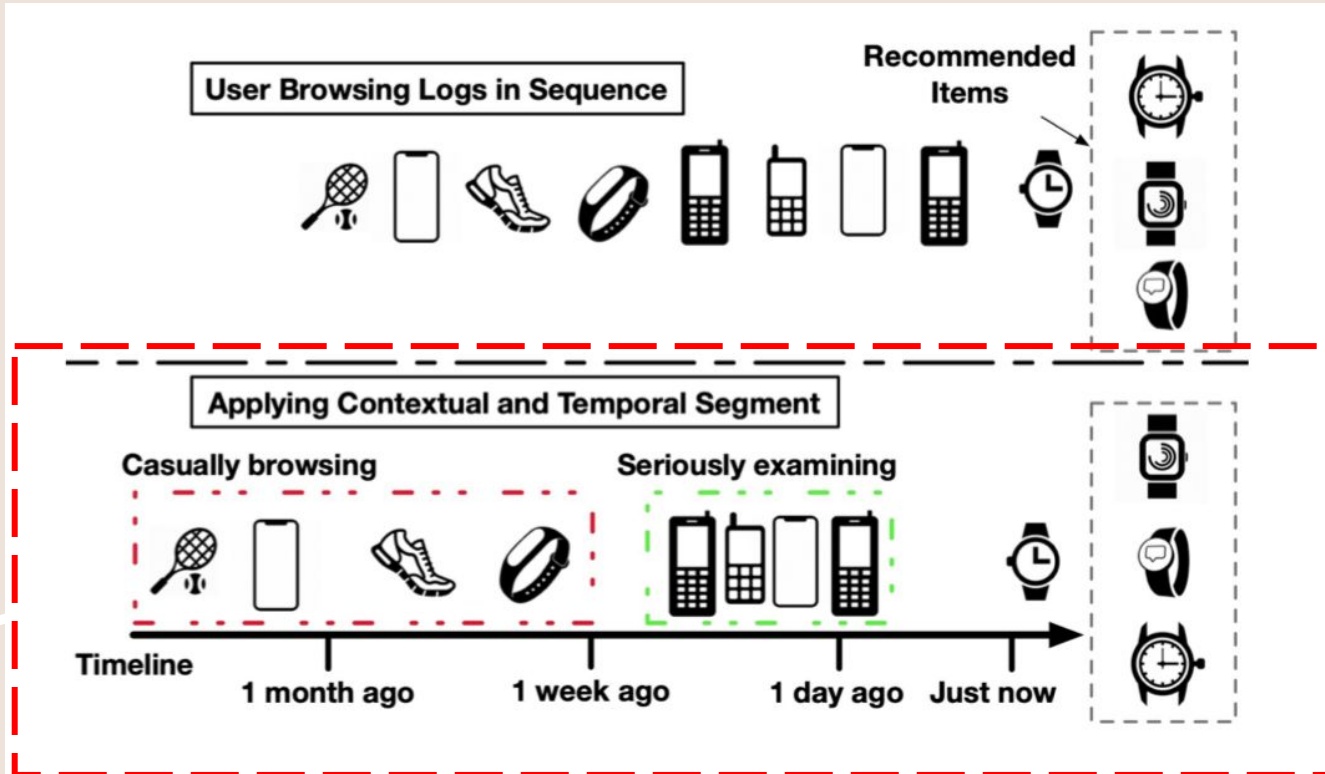 User Browsing Logs in Sequence
Recommended
Items
Applying Contextual and Temporal Segment
Casually browsing
Seriously examining
Timeline
1 month ago
1 week ago
1 day ago
Just now